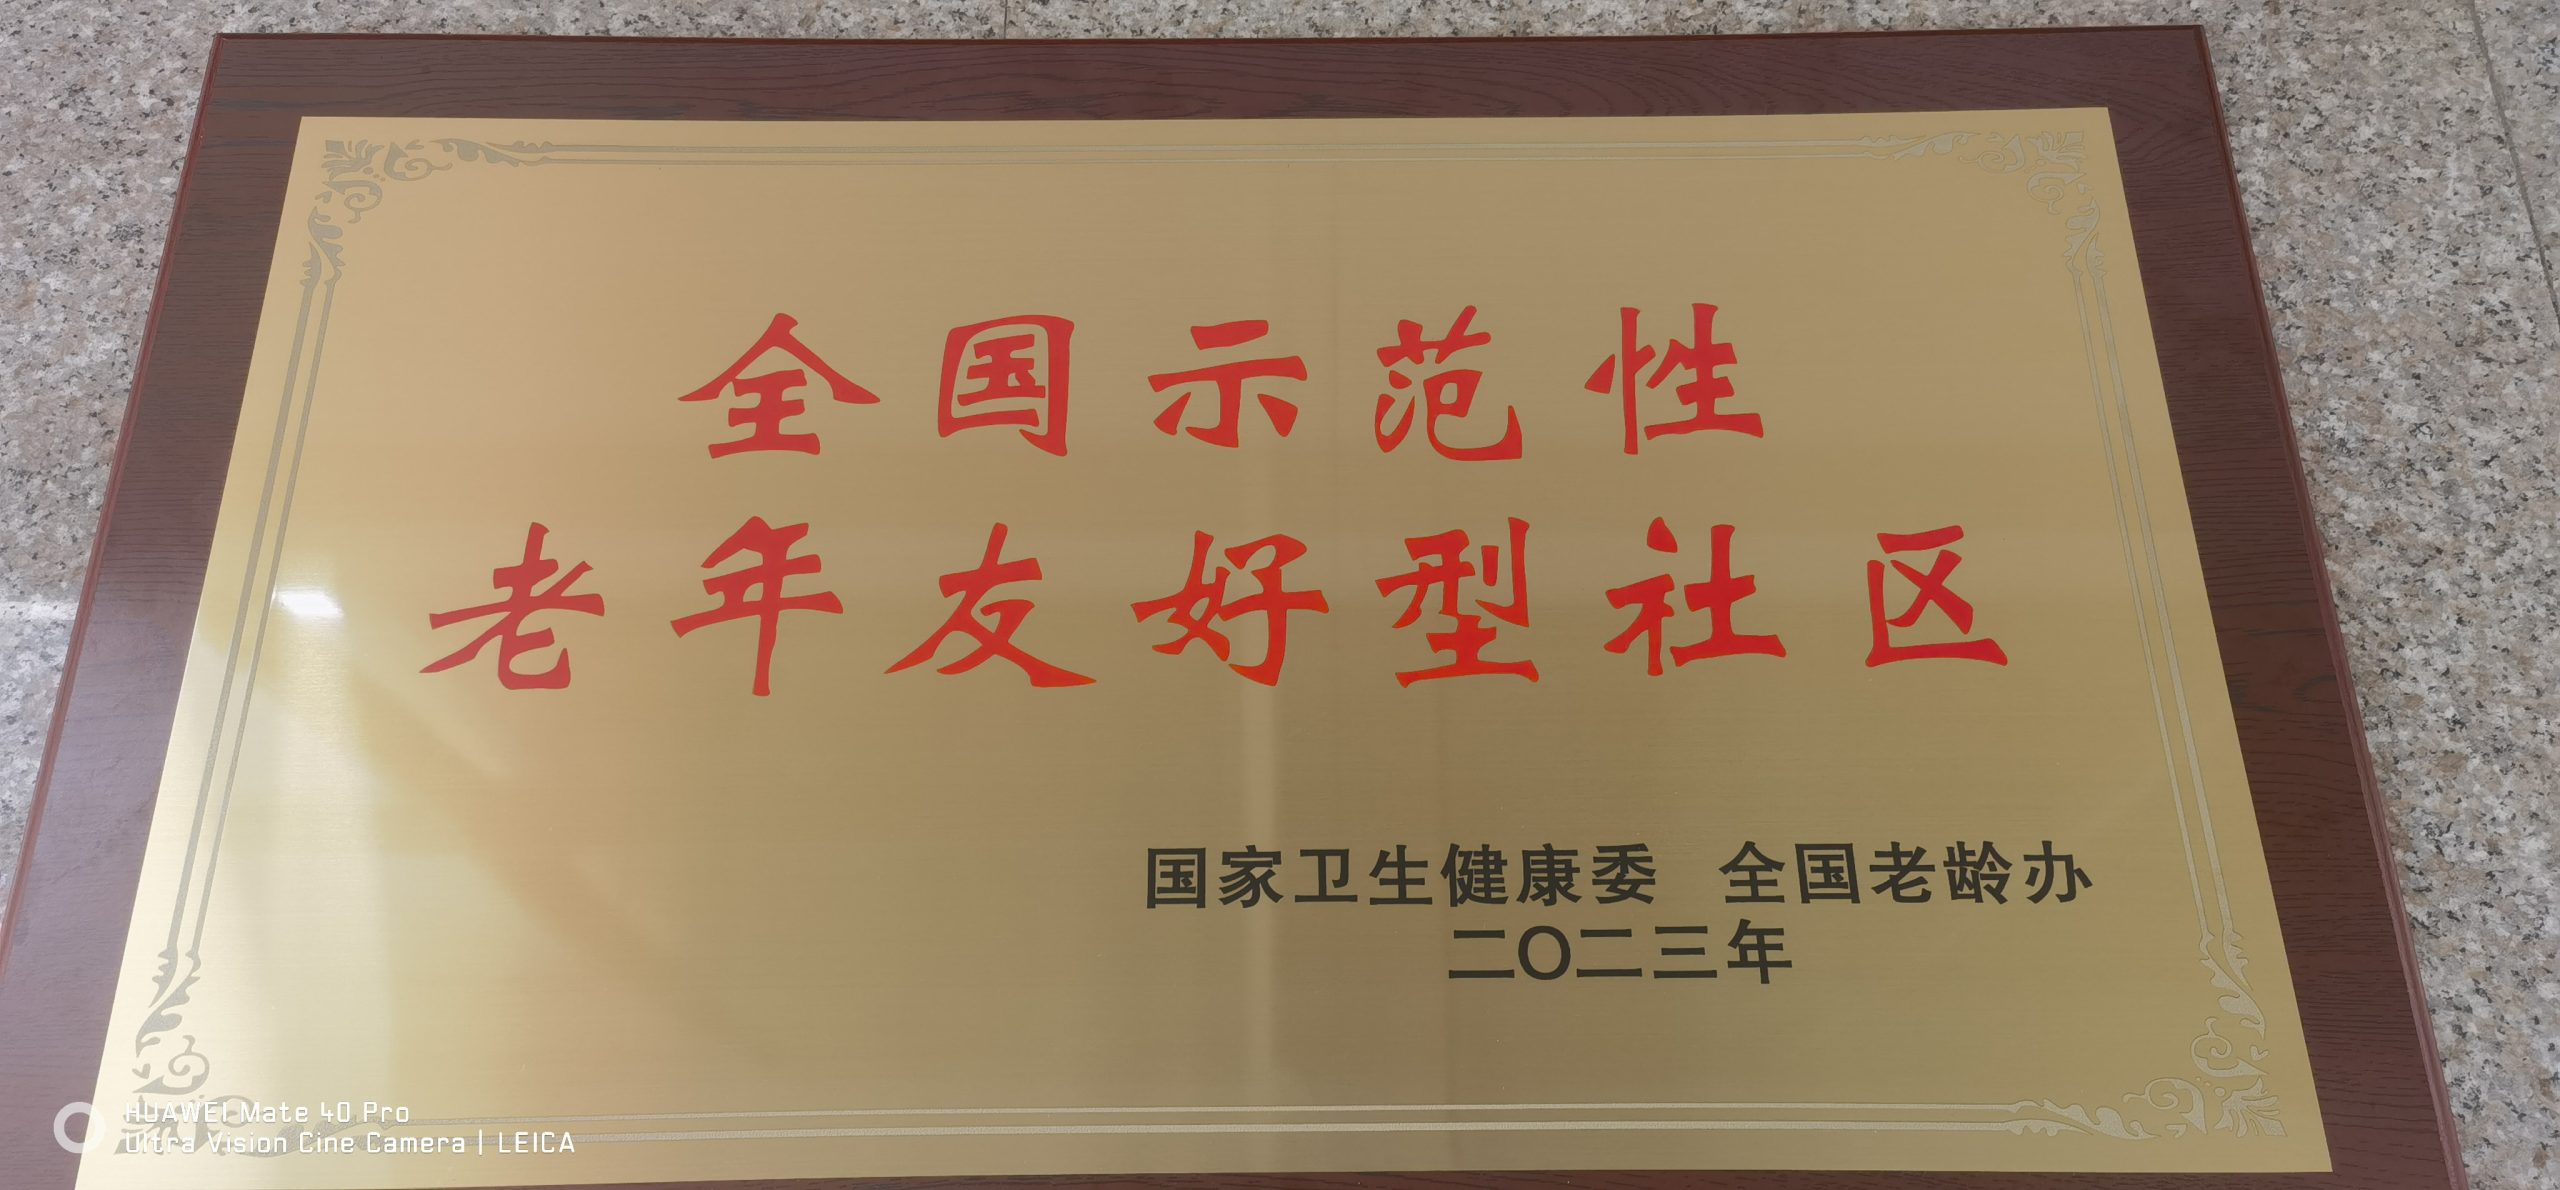 全国示范性
老年友好型社区
国家卫生健康委 全国老龄办
二〇二三年
HUAWEI Mate 40 Pro
Ultra Vision Cine Camera | LEICA